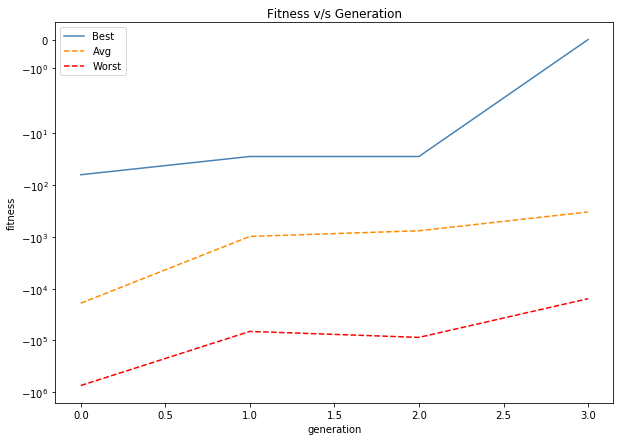 Fitness v/s Generation
Best
Avg
Worst
0
−10⁰
−10¹
−10²
−10³
−10⁴
−10⁵
−10⁶
fitness
0.0 0.5 1.0 1.5 2.0 2.5 3.0
generation